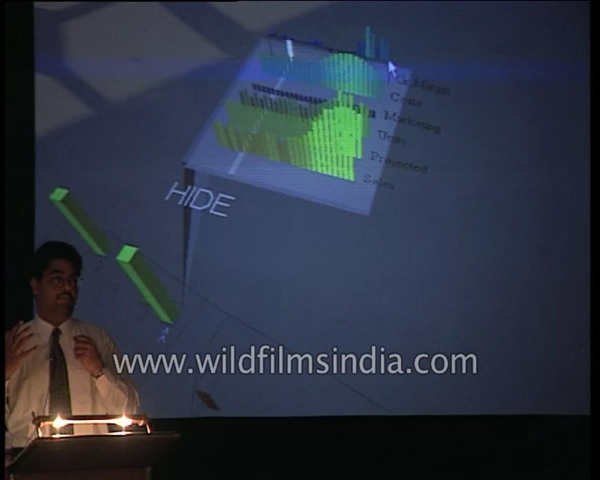 Costs
Marketing
Units
Projected
Sales
HIDE
www.wildfilmsindia.com